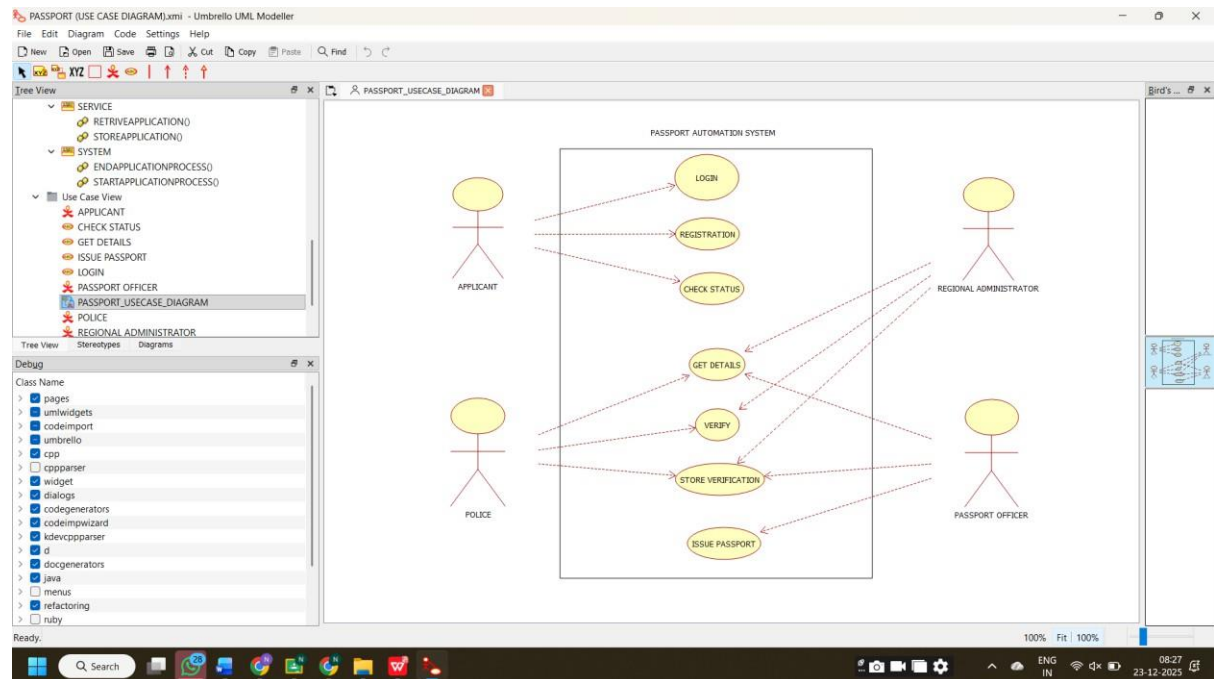 PASSPORT (USE CASE DIAGRAM).xmi - Umbrello UML Modeller
File Edit Diagram Code Settings Help
New Open Save Cut Copy Paste Find
XYZ XYZ
Tree View
PASSPORT_USECASE_DIAGRAM
Bird's ...
SERVICE
RETRIVEAPPLICATION()
STOREAPPLICATION()
SYSTEM
ENDAPPLICATIONPROCESS()
STARTAPPLICATIONPROCESS()
Use Case View
APPLICANT
CHECK STATUS
GET DETAILS
ISSUE PASSPORT
LOGIN
PASSPORT OFFICER
PASSPORT_USECASE_DIAGRAM
POLICE
REGIONAL ADMINISTRATOR
Tree View Stereotypes Diagrams
Debug
Class Name
pages
umlwidgets
codeimport
umbrello
cpp
cppparser
widget
dialogs
codegenerators
codeimpwizard
kdevcppparser
d
docgenerators
java
menus
refactoring
ruby
PASSPORT AUTOMATION SYSTEM
LOGIN
REGISTRATION
CHECK STATUS
APPLICANT
REGIONAL ADMINISTRATOR
GET DETAILS
VERIFY
STORE VERIFICATION
POLICE
PASSPORT OFFICER
ISSUE PASSPORT
Ready.
100% Fit 100%
Search
28
N
N
ENG
IN
08:27
23-12-2025